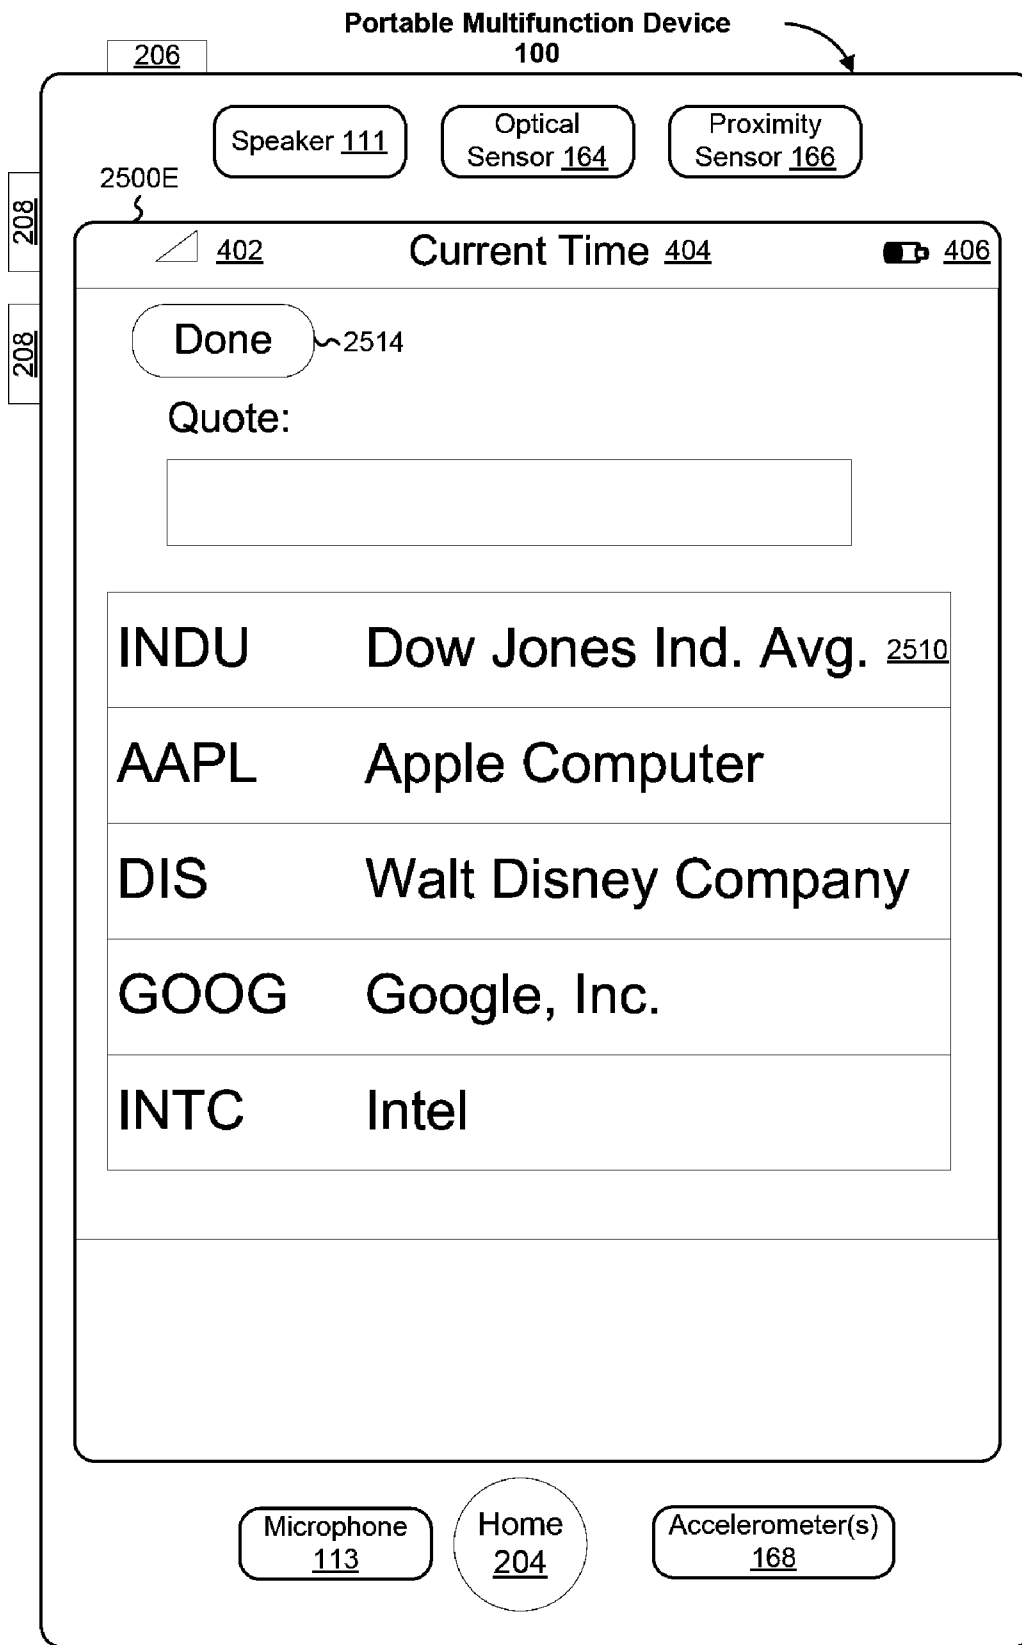 Portable Multifunction Device
100
206
Speaker 111
Optical
Sensor 164
Proximity
Sensor 166
2500E
208
402
Current Time 404
406
208
Done
2514
Quote:
INDU Dow Jones Ind. Avg. 2510
AAPL Apple Computer
DIS Walt Disney Company
GOOG Google, Inc.
INTC Intel
Microphone
113
Home
204
Accelerometer(s)
168